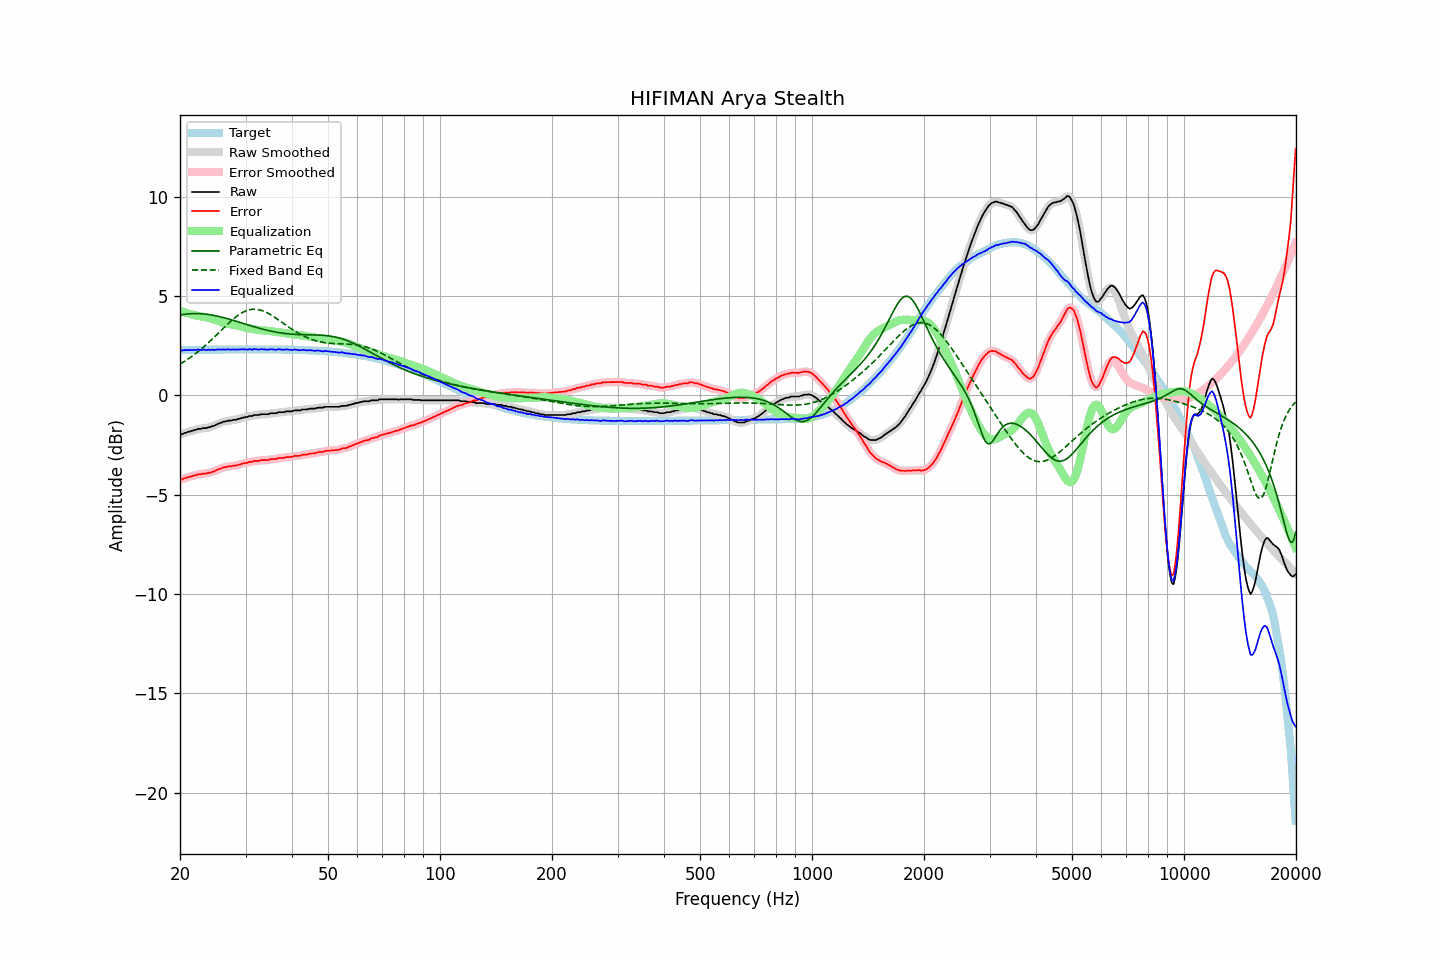 HIFIMAN Arya Stealth
Target
Raw Smoothed
Error Smoothed
Raw
Error
Equalization
Parametric Eq
Fixed Band Eq
Equalized
Amplitude (dBr)
10
5
0
−5
−10
−15
−20
20 50 100 200 500 1000 2000 5000 10000 20000
Frequency (Hz)